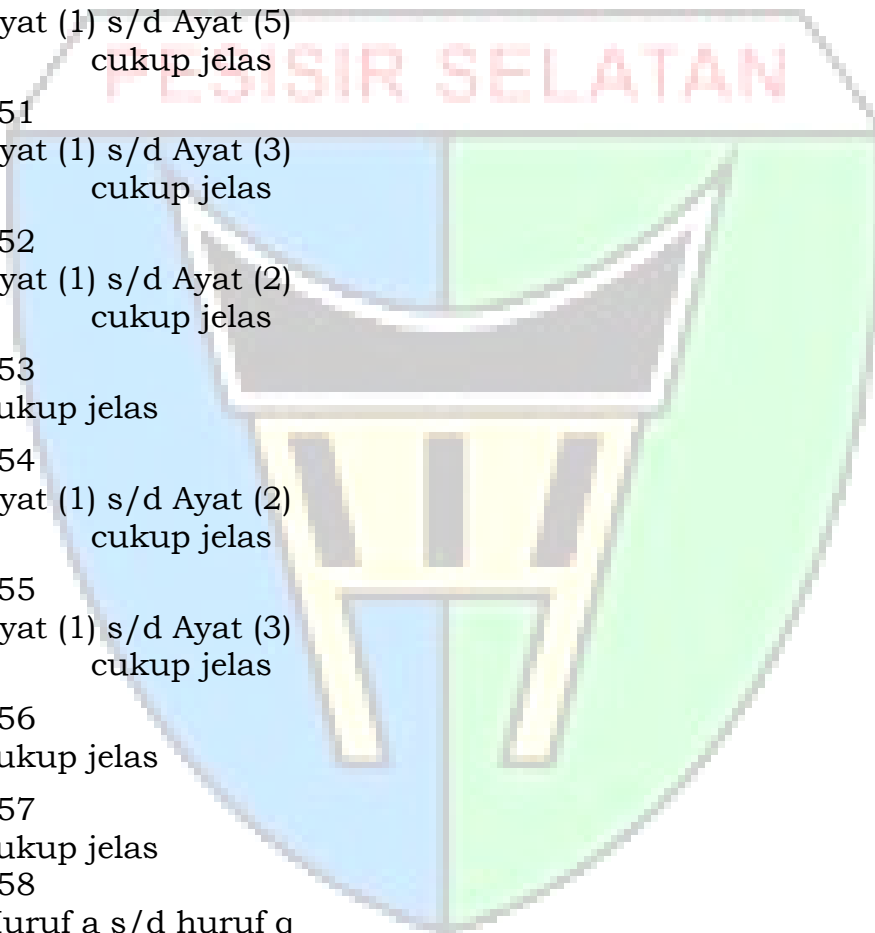 yat (1) s/d Ayat (5)
cukup jelas
PESISIR SELATAN
51
yat (1) s/d Ayat (3)
cukup jelas
52
yat (1) s/d Ayat (2)
cukup jelas
53
ukup jelas
54
yat (1) s/d Ayat (2)
cukup jelas
55
yat (1) s/d Ayat (3)
cukup jelas
56
ukup jelas
57
ukup jelas
58
uruf a s/d huruf q